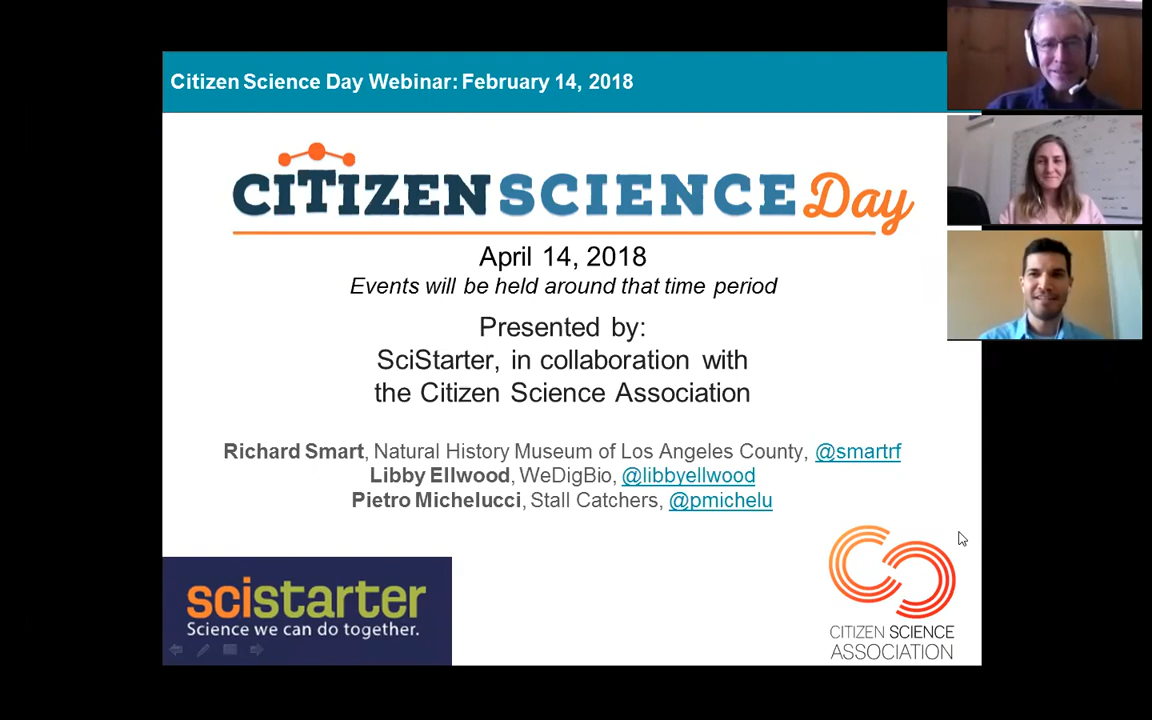 Citizen Science Day Webinar: February 14, 2018
CITIZEN SCIENCE Day
April 14, 2018
Events will be held around that time period
Presented by:
SciStarter, in collaboration with
the Citizen Science Association
Richard Smart, Natural History Museum of Los Angeles County, @smartrf
Libby Ellwood, WeDigBio, @libbyellwood
Pietro Michelucci, Stall Catchers, @pmichelu
scistarter
Science we can do together.
CITIZEN SCIENCE
ASSOCIATION